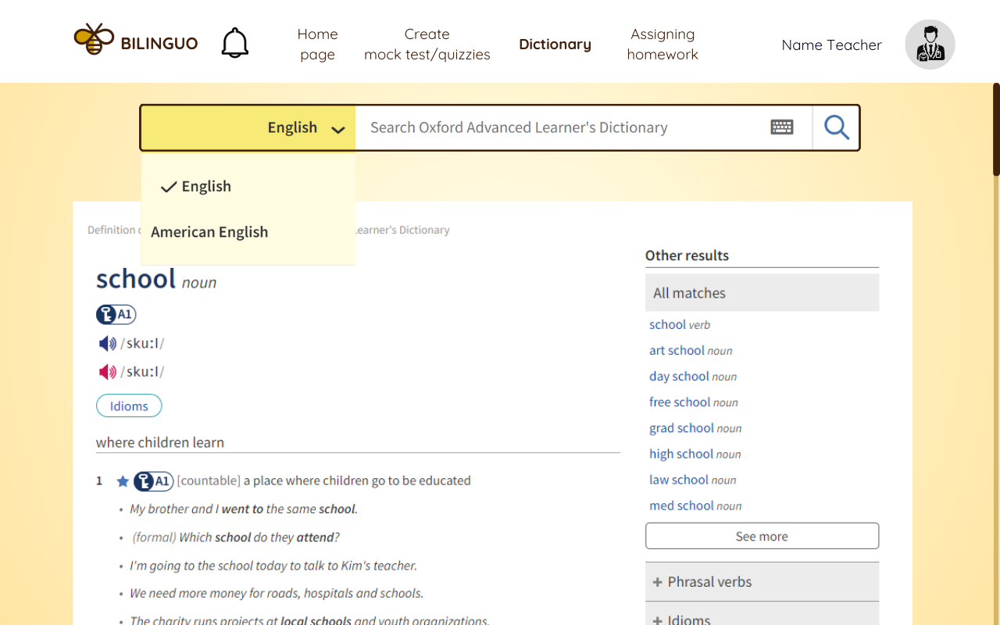 BILINGUO
Home
page
Create
mock test/quizzies
Dictionary
Assigning
homework
Name Teacher
English
Search Oxford Advanced Learner's Dictionary
English
American English
Definition
Learner's Dictionary
school noun
A1
/skuːl/
/skuːl/
Idioms
where children learn
1 A1 [countable] a place where children go to be educated
• My brother and I went to the same school.
• (formal) Which school do they attend?
• I'm going to the school today to talk to Kim's teacher.
• We need more money for roads, hospitals and schools.
• The charity runs projects at local schools and youth organizations.
Other results
All matches
school verb
art school noun
day school noun
free school noun
grad school noun
high school noun
law school noun
med school noun
See more
+ Phrasal verbs
+ Idioms